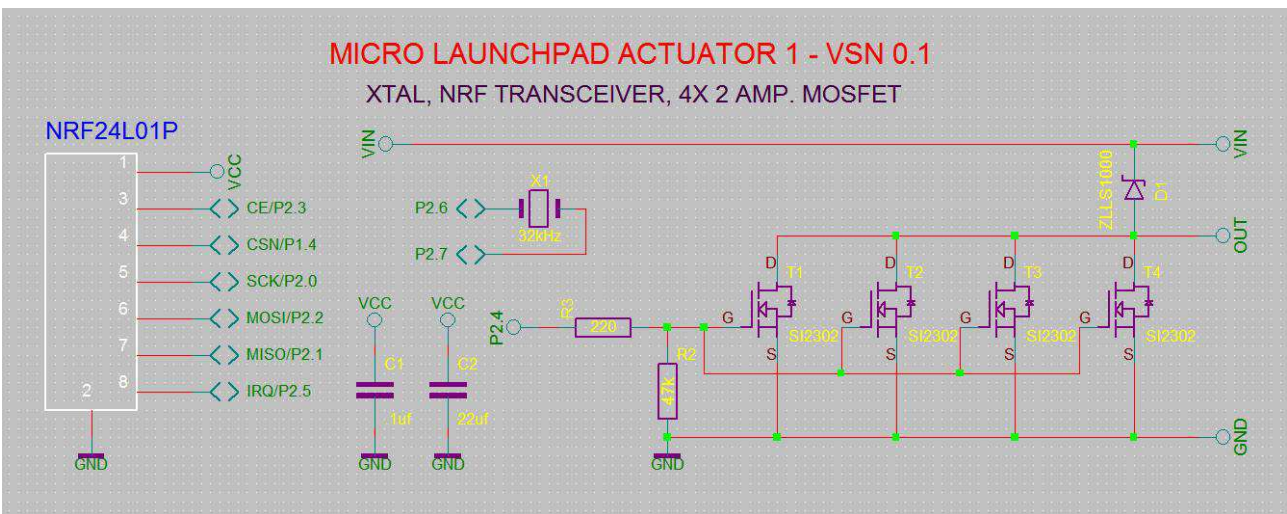 MICRO LAUNCHPAD ACTUATOR 1 - VSN 0.1
XTAL, NRF TRANSCEIVER, 4X 2 AMP. MOSFET
NRF24L01P
1
VCC
3
CE/P2.3
4
CSN/P1.4
5
SCK/P2.0
6
MOSI/P2.2
7
MISO/P2.1
8
IRQ/P2.5
2
GND
VIN
VIN
P2.6
X1
32kHz
P2.7
ZLLS1000
D1
OUT
VCC
C1
1uf
GND
VCC
C2
22uf
GND
P2.4
R3
220
R2
47k
GND
D
T1
G
SI2302
S
D
T2
G
SI2302
S
D
T3
G
SI2302
S
D
T4
G
SI2302
S
GND